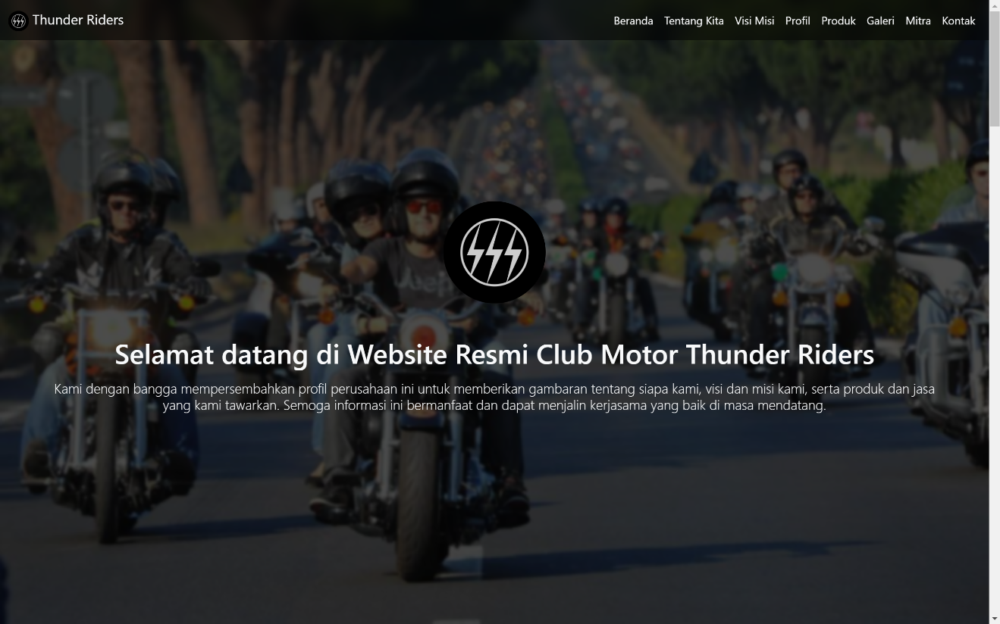 Thunder Riders
Beranda Tentang Kita Visi Misi Profil Produk Galeri Mitra Kontak
Jeep
Selamat datang di Website Resmi Club Motor Thunder Riders
Kami dengan bangga mempersembahkan profil perusahaan ini untuk memberikan gambaran tentang siapa kami, visi dan misi kami, serta produk dan jasa
yang kami tawarkan. Semoga informasi ini bermanfaat dan dapat menjalin kerjasama yang baik di masa mendatang.